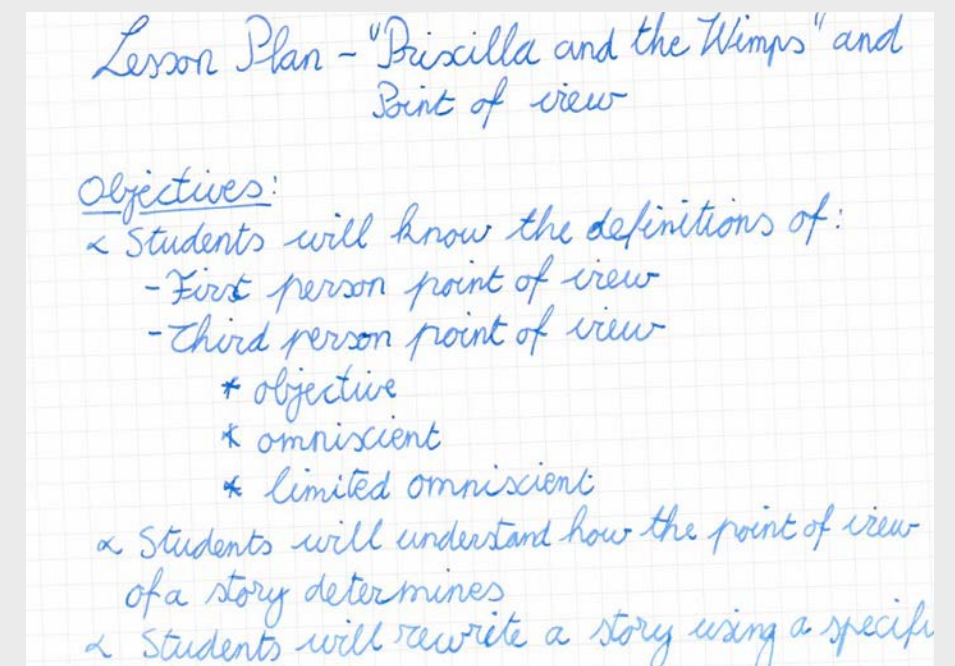 Lesson Plan - "Priscilla and the Wimps" and
Point of view
Objectives:
∝ Students will know the definitions of:
- First person point of view
- Third person point of view
* objective
* omniscient
* limited omniscient
∝ Students will understand how the point of view
of a story determines
∝ Students will rewrite a story using a specifi